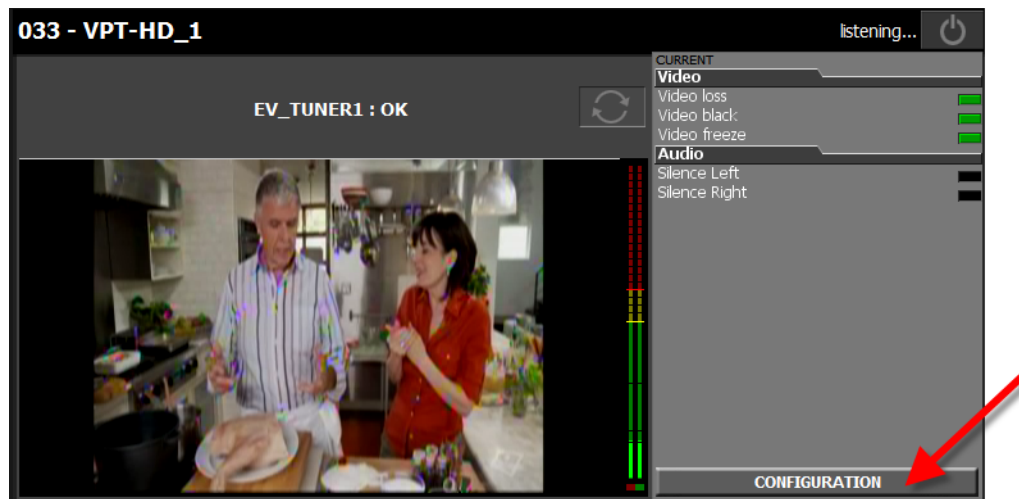 033 - VPT-HD_1
listening...
EV_TUNER1 : OK
CURRENT
Video
Video loss
Video black
Video freeze
Audio
Silence Left
Silence Right
CONFIGURATION